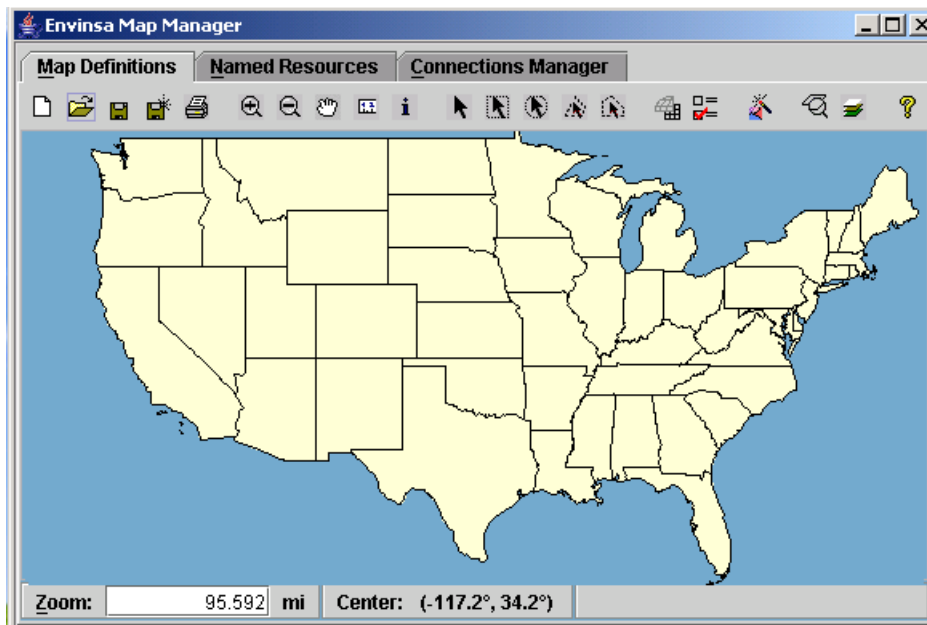 Envinsa Map Manager
Map Definitions Named Resources Connections Manager
Zoom: 95.592 mi Center: (-117.2°, 34.2°)